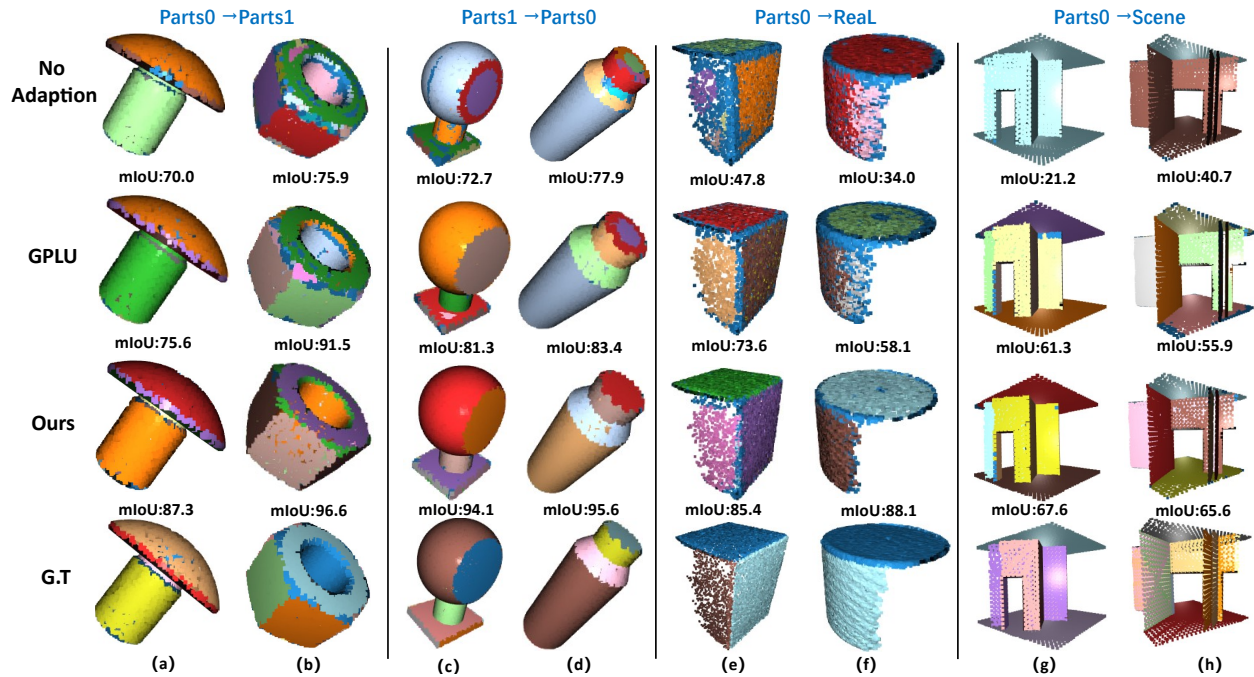 Parts0 →Parts1 Parts1 →Parts0 Parts0 →ReaL Parts0 →Scene
No
Adaption
mIoU:70.0 mIoU:75.9 mIoU:72.7 mIoU:77.9 mIoU:47.8 mIoU:34.0 mIoU:21.2 mIoU:40.7
GPLU
mIoU:75.6 mIoU:91.5 mIoU:81.3 mIoU:83.4 mIoU:73.6 mIoU:58.1 mIoU:61.3 mIoU:55.9
Ours
mIoU:87.3 mIoU:96.6 mIoU:94.1 mIoU:95.6 mIoU:85.4 mIoU:88.1 mIoU:67.6 mIoU:65.6
G.T
(a) (b) (c) (d) (e) (f) (g) (h)